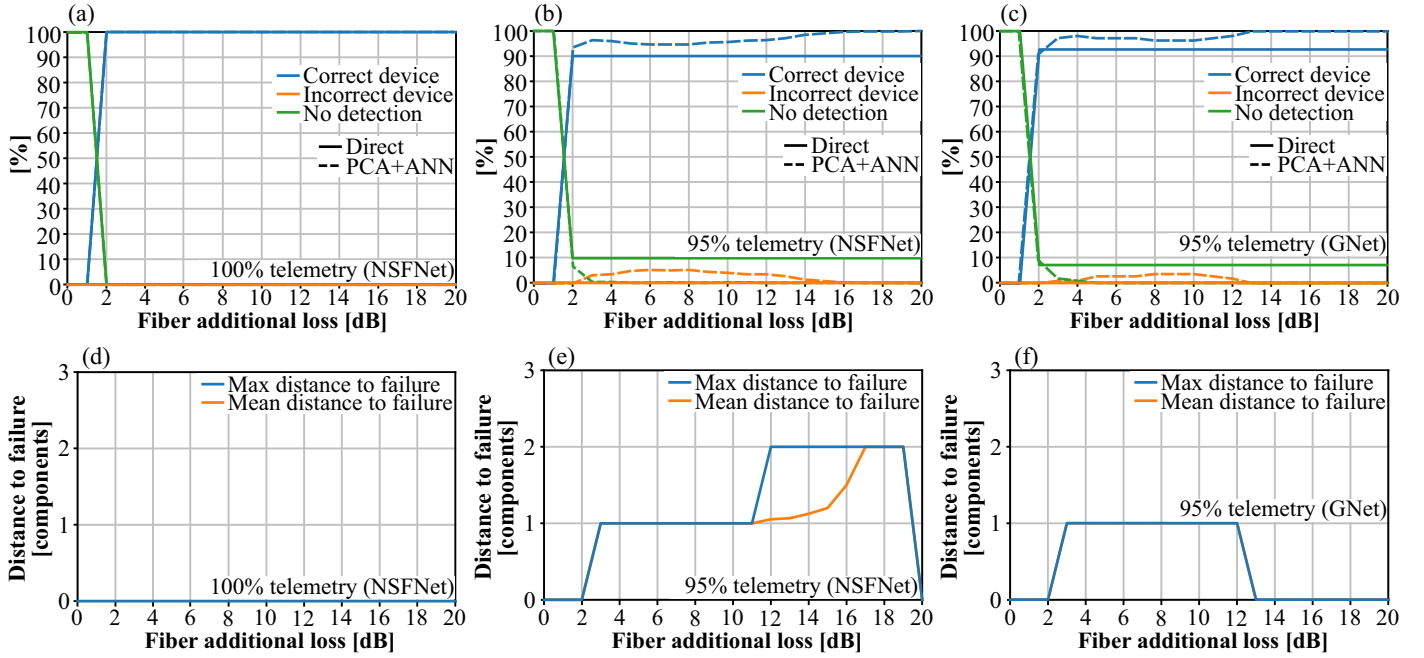 (a)
100
90
80
70
60
50
40
30
20
10
0
[%]
Correct device
Incorrect device
No detection
Direct
PCA+ANN
100% telemetry (NSFNet)
0 2 4 6 8 10 12 14 16 18 20
Fiber additional loss [dB]
(b)
100
90
80
70
60
50
40
30
20
10
0
[%]
Correct device
Incorrect device
No detection
Direct
PCA+ANN
95% telemetry (NSFNet)
0 2 4 6 8 10 12 14 16 18 20
Fiber additional loss [dB]
(c)
100
90
80
70
60
50
40
30
20
10
0
[%]
Correct device
Incorrect device
No detection
Direct
PCA+ANN
95% telemetry (GNet)
0 2 4 6 8 10 12 14 16 18 20
Fiber additional loss [dB]
(d)
3
2
1
0
Distance to failure
[components]
Max distance to failure
Mean distance to failure
100% telemetry (NSFNet)
0 2 4 6 8 10 12 14 16 18 20
Fiber additional loss [dB]
(e)
3
2
1
0
Distance to failure
[components]
Max distance to failure
Mean distance to failure
95% telemetry (NSFNet)
0 2 4 6 8 10 12 14 16 18 20
Fiber additional loss [dB]
(f)
3
2
1
0
Distance to failure
[components]
Max distance to failure
Mean distance to failure
95% telemetry (GNet)
0 2 4 6 8 10 12 14 16 18 20
Fiber additional loss [dB]